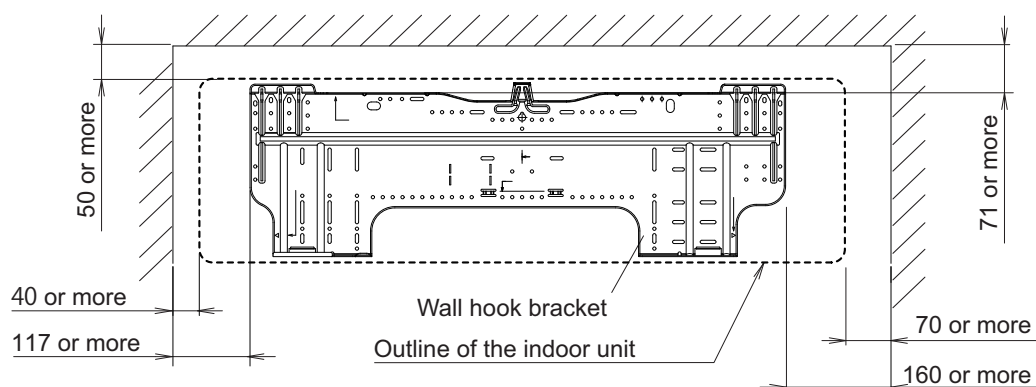 50 or more
71 or more
40 or more
Wall hook bracket
70 or more
117 or more
Outline of the indoor unit
160 or more